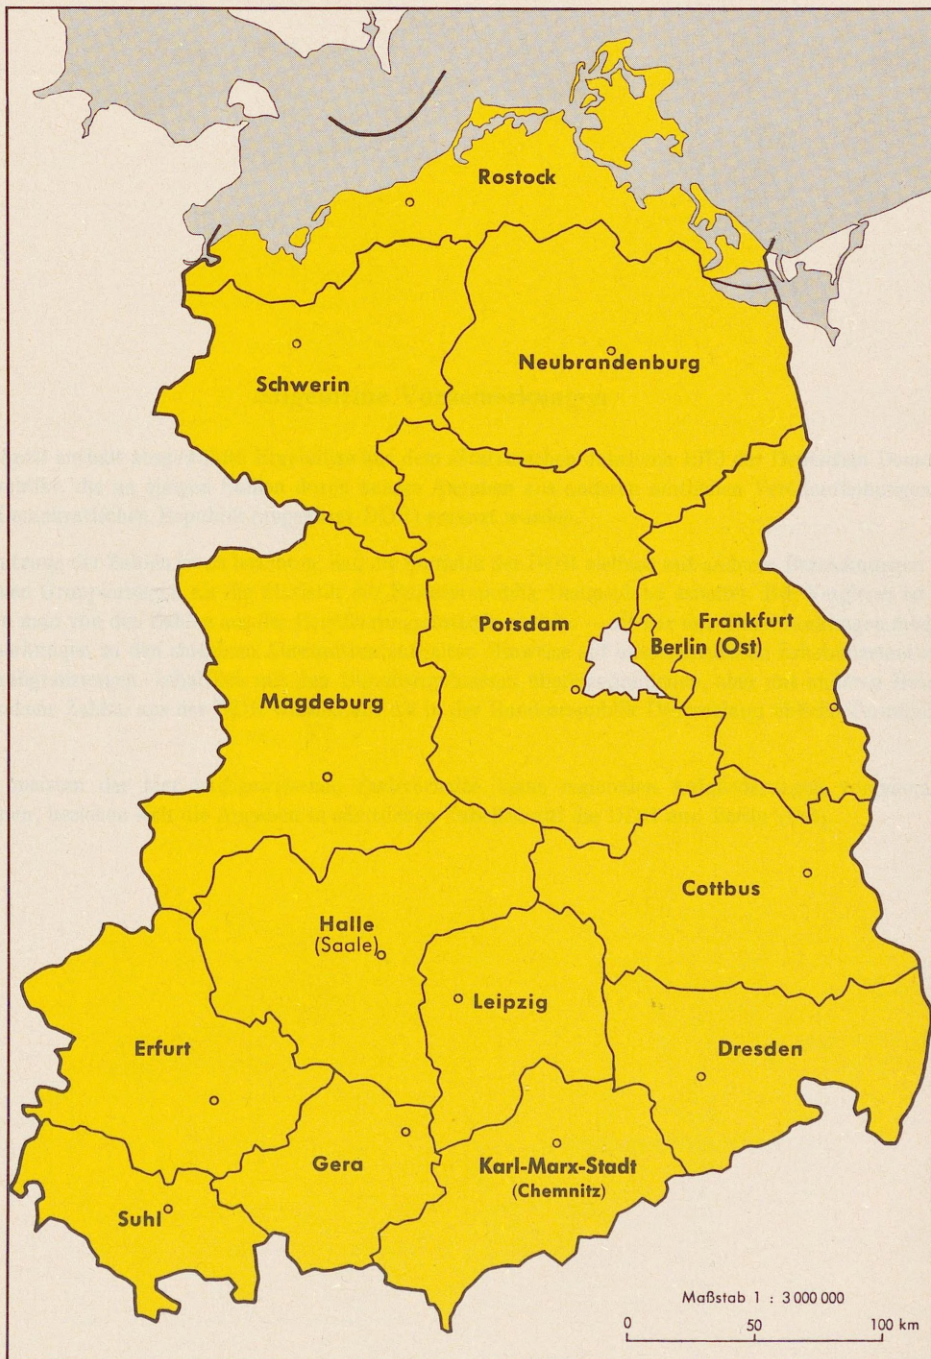 Rostock
Schwerin
Neubrandenburg
Potsdam
Frankfurt
Berlin (Ost)
Magdeburg
Cottbus
Halle
(Saale)
Leipzig
Erfurt
Dresden
Gera
Karl-Marx-Stadt
(Chemnitz)
Suhl
Maßstab 1 : 3 000 000
0 50 100 km